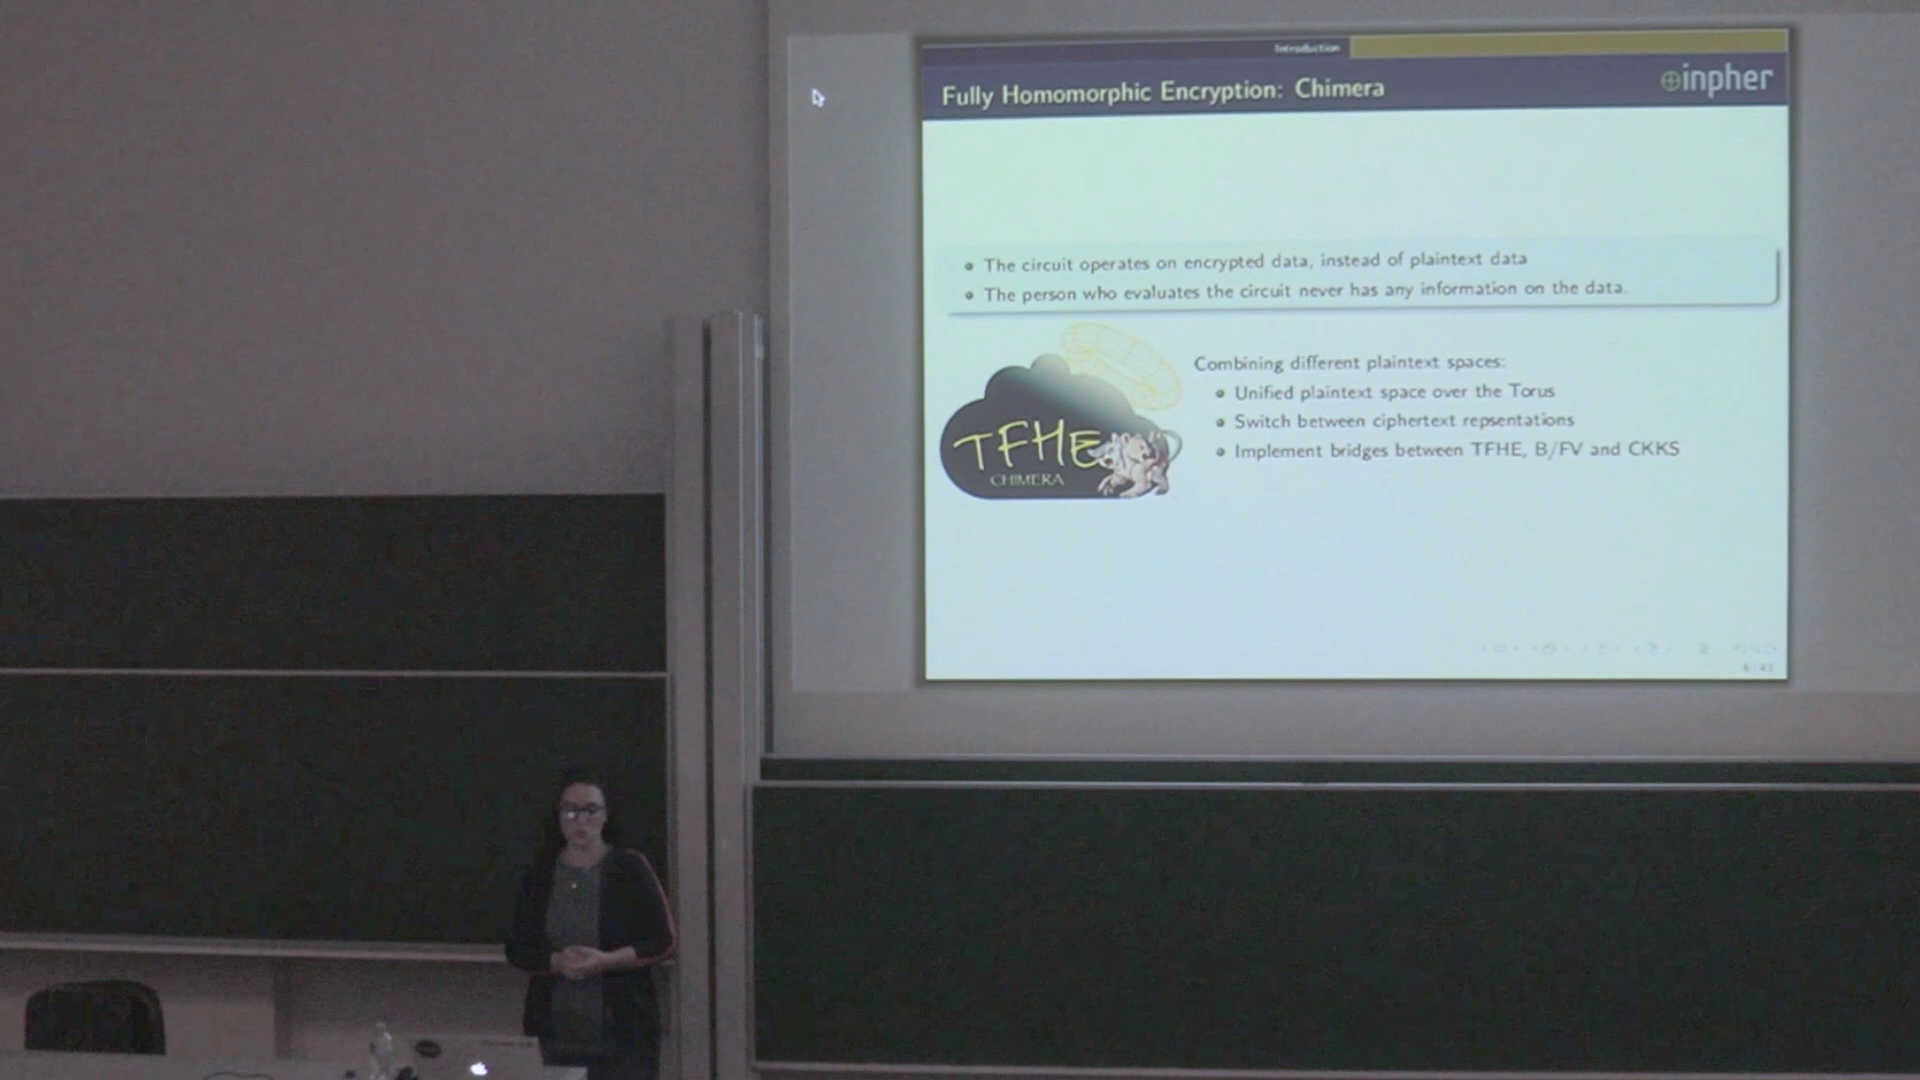 Introduction
Fully Homomorphic Encryption: Chimera
inpher
The circuit operates on encrypted data, instead of plaintext data
The person who evaluates the circuit never has any information on the data.
Combining different plaintext spaces:
Unified plaintext space over the Torus
Switch between ciphertext repsentations
Implement bridges between TFHE, B/FV and CKKS
TFHE
CHIMERA